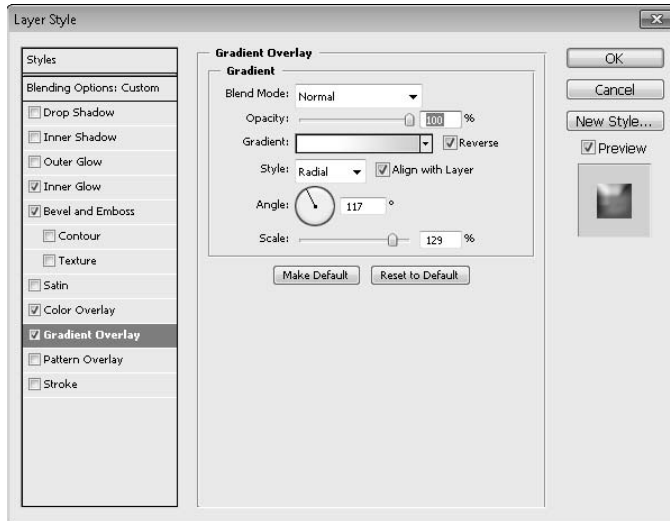 Layer Style
Styles
Blending Options: Custom
Drop Shadow
Inner Shadow
Outer Glow
Inner Glow
Bevel and Emboss
Contour
Texture
Satin
Color Overlay
Gradient Overlay
Pattern Overlay
Stroke
Gradient Overlay
Gradient
Blend Mode: Normal
Opacity: 100 %
Gradient: Reverse
Style: Radial Align with Layer
Angle: 117 °
Scale: 129 %
Make Default Reset to Default
OK
Cancel
New Style...
Preview